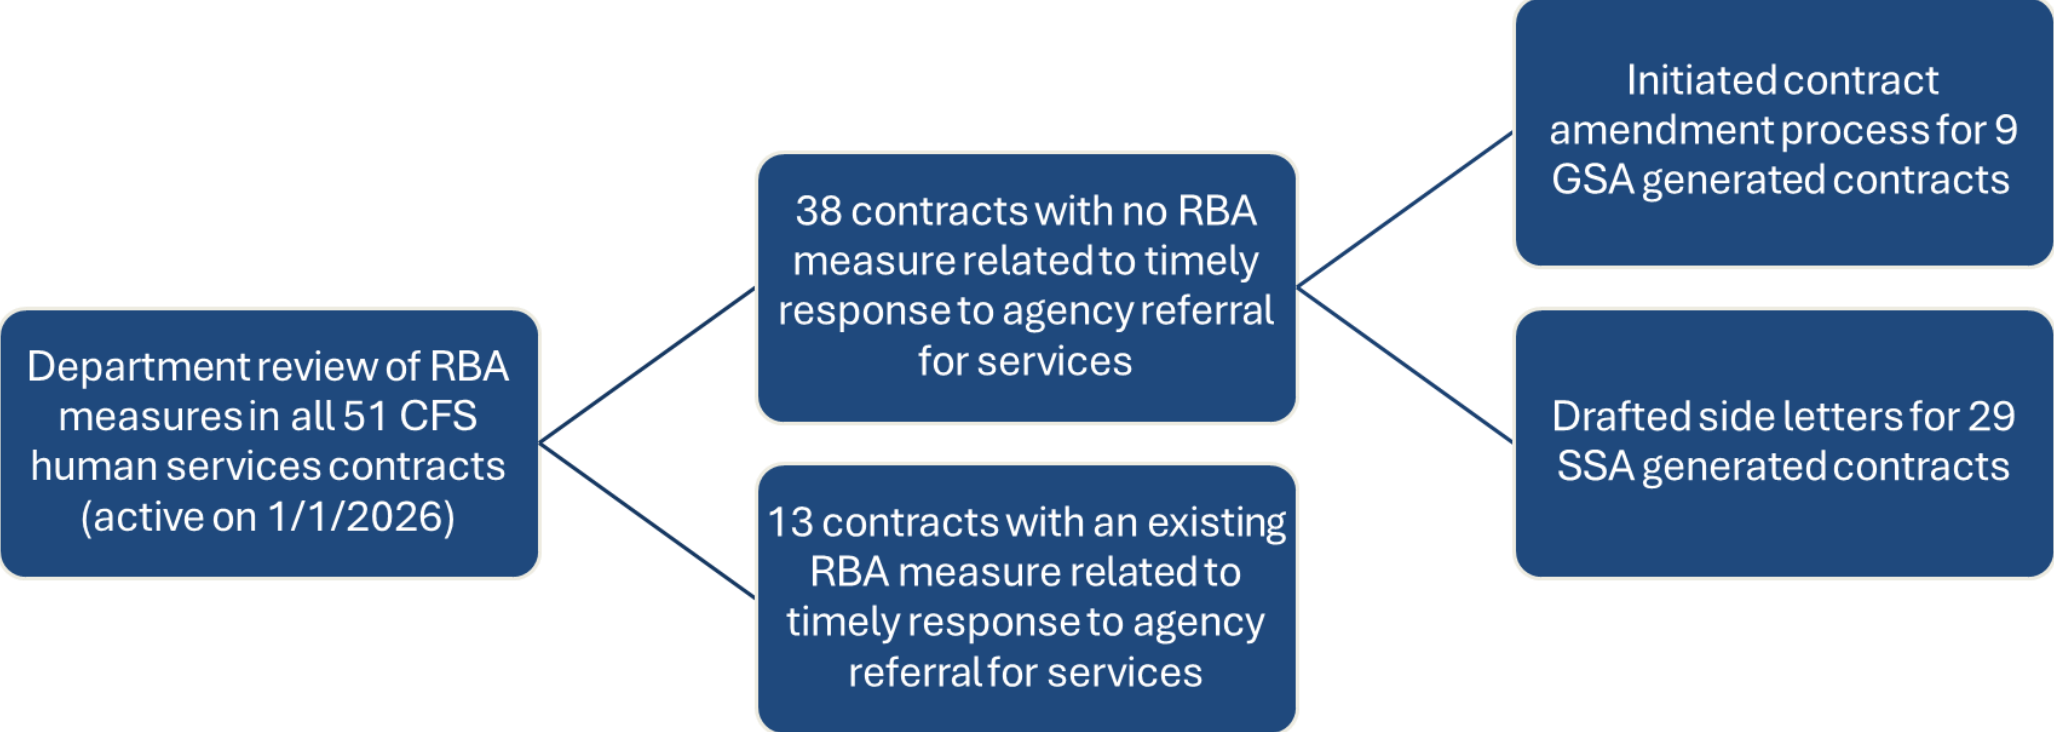 Department review of RBA
measures in all 51 CFS
human services contracts
(active on 1/1/2026)
38 contracts with no RBA
measure related to timely
response to agency referral
for services
13 contracts with an existing
RBA measure related to
timely response to agency
referral for services
Initiated contract
amendment process for 9
GSA generated contracts
Drafted side letters for 29
SSA generated contracts